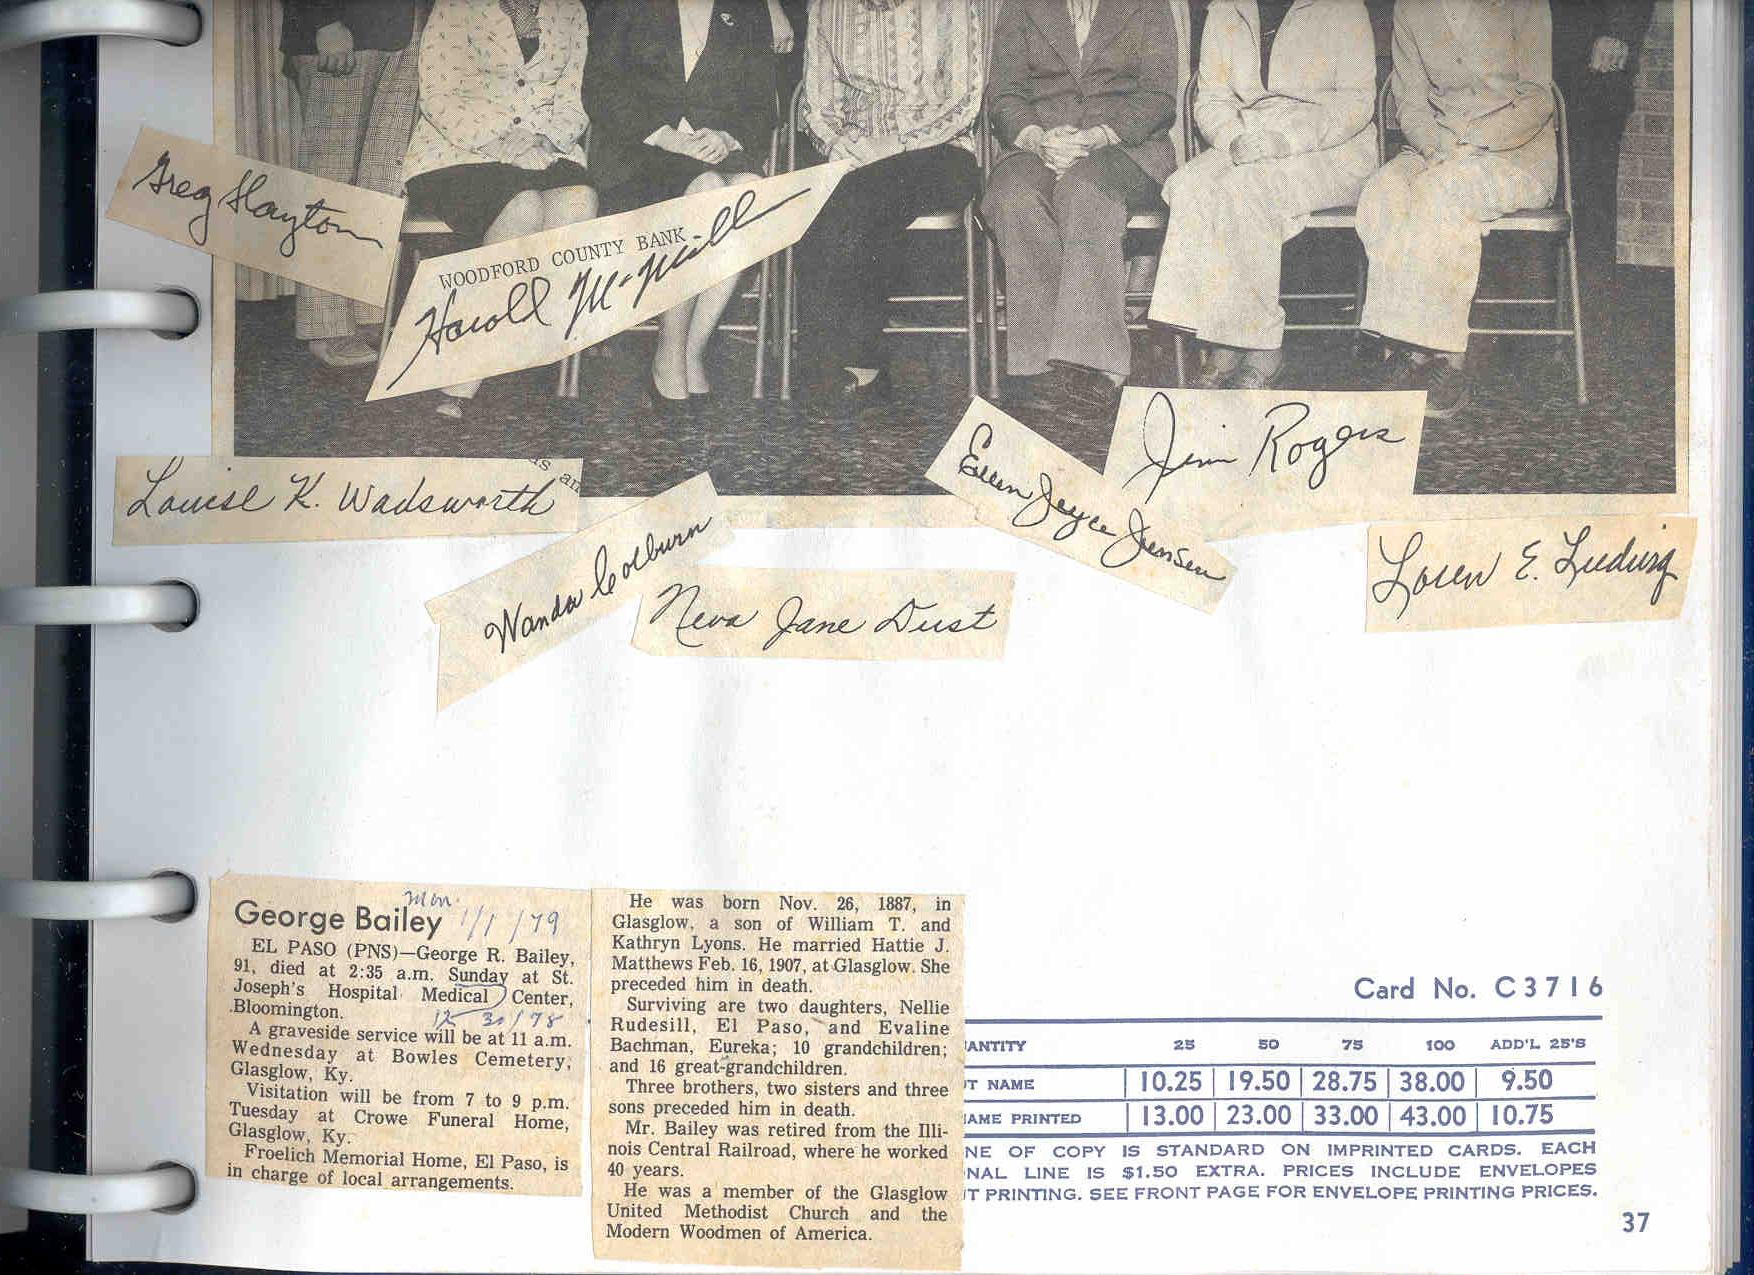 Greg Slayton
WOODFORD COUNTY BANK
Harold McNeill
Louise K. Wadsworth
Wanda Colburn
Neva Jane Dust
Eileen Joyce Jensen
Jim Rogers
Loren E. Ludwig
George Bailey
Mon. 1/1/79
EL PASO (PNS)—George R. Bailey,
91, died at 2:35 a.m. Sunday at St.
Joseph's Hospital Medical Center,
Bloomington.
12 30/78
A graveside service will be at 11 a.m.
Wednesday at Bowles Cemetery,
Glasglow, Ky.
Visitation will be from 7 to 9 p.m.
Tuesday at Crowe Funeral Home,
Glasglow, Ky.
Froelich Memorial Home, El Paso, is
in charge of local arrangements.
He was born Nov. 26, 1887, in
Glasglow, a son of William T. and
Kathryn Lyons. He married Hattie J.
Matthews Feb. 16, 1907, at Glasglow. She
preceded him in death.
Surviving are two daughters, Nellie
Rudesill, El Paso, and Evaline
Bachman, Eureka; 10 grandchildren;
and 16 great-grandchildren.
Three brothers, two sisters and three
sons preceded him in death.
Mr. Bailey was retired from the Illi-
nois Central Railroad, where he worked
40 years.
He was a member of the Glasglow
United Methodist Church and the
Modern Woodmen of America.
Card No. C3716
ANTITY 25 50 75 100 ADD'L 25'S
T NAME 10.25 19.50 28.75 38.00 9.50
AME PRINTED 13.00 23.00 33.00 43.00 10.75
NE OF COPY IS STANDARD ON IMPRINTED CARDS. EACH
NAL LINE IS $1.50 EXTRA. PRICES INCLUDE ENVELOPES
T PRINTING. SEE FRONT PAGE FOR ENVELOPE PRINTING PRICES.
37